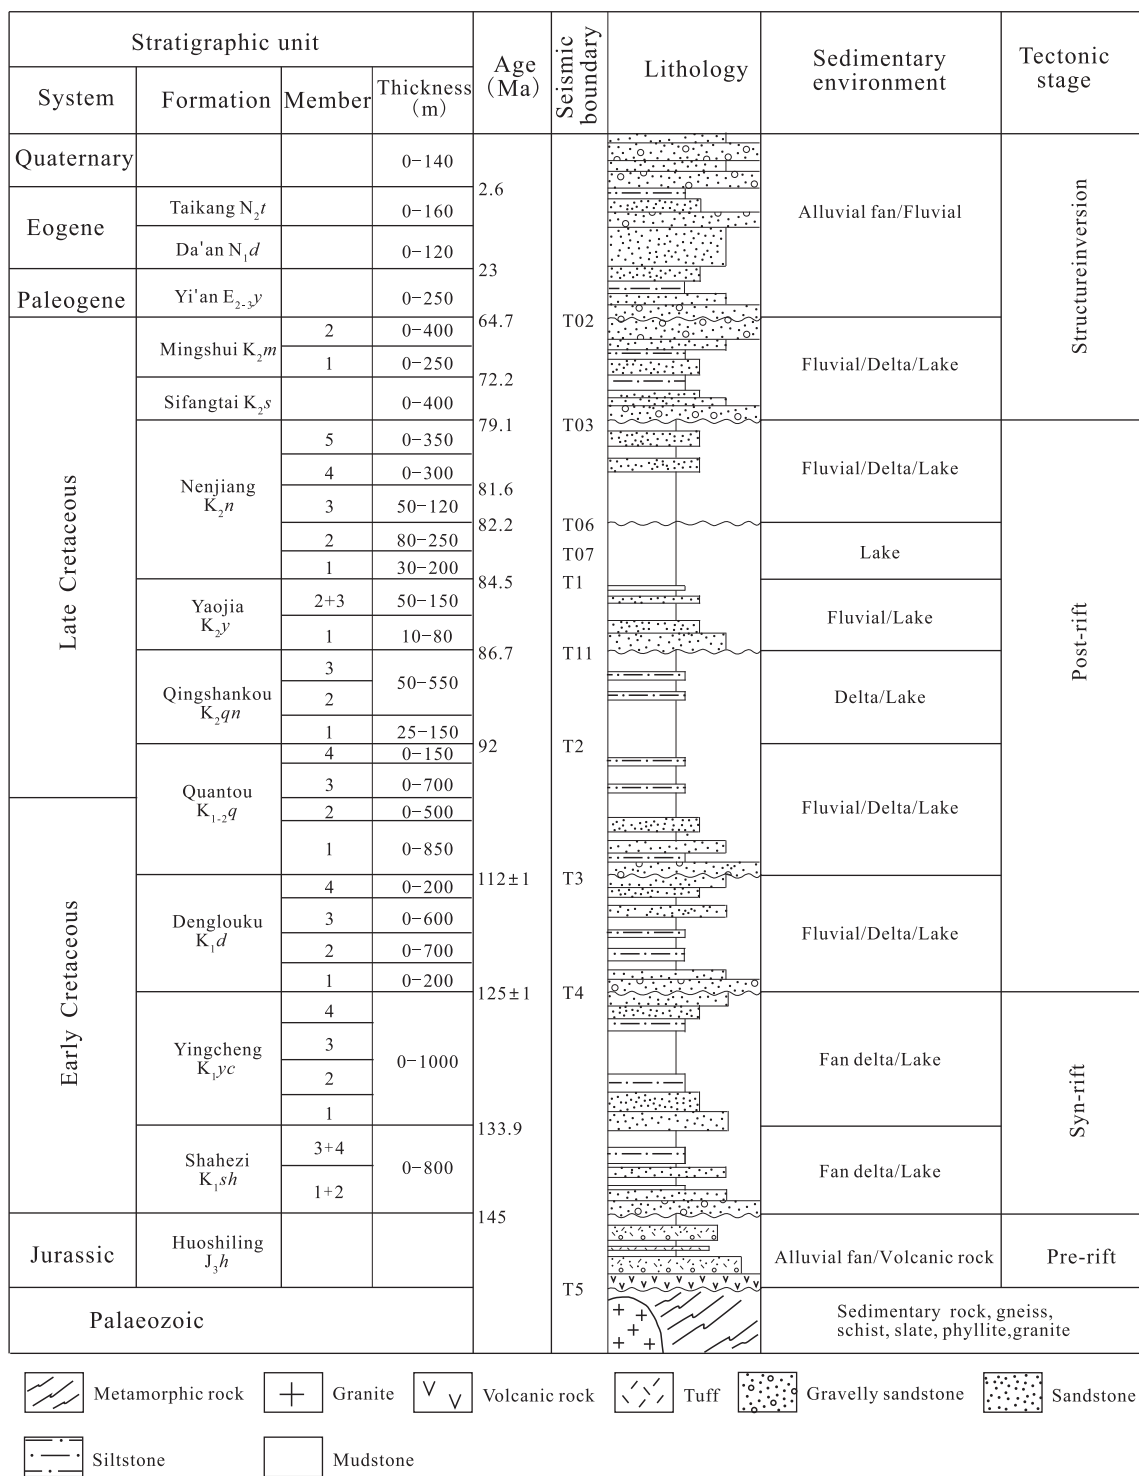 Stratigraphic unit
Age
(Ma)
Seismic
boundary
Lithology
Sedimentary
environment
Tectonic
stage
System
Formation
Member
Thickness
(m)
Quaternary
0-140
2.6
Eogene
Taikang N2t
0-160
Alluvial fan/Fluvial
Da'an N1d
0-120
23
Paleogene
Yi'an E2-3y
0-250
64.7
T02
Structureinversion
Late Cretaceous
Mingshui K2m
2
0-400
1
0-250
Fluvial/Delta/Lake
72.2
Sifangtai K2s
0-400
79.1
T03
Nenjiang
K2n
5
0-350
4
0-300
Fluvial/Delta/Lake
81.6
3
50-120
82.2
T06
2
80-250
T07
Lake
1
30-200
84.5
T1
Yaojia
K2y
2+3
50-150
Fluvial/Lake
1
10-80
86.7
T11
Post-rift
Qingshankou
K2qn
3
50-550
2
Delta/Lake
1
25-150
92
T2
Quantou
K1-2q
4
0-150
3
0-700
Fluvial/Delta/Lake
Early Cretaceous
2
0-500
1
0-850
112±1
T3
Denglouku
K1d
4
0-200
3
0-600
Fluvial/Delta/Lake
2
0-700
1
0-200
125±1
T4
Yingcheng
K1yc
4
3
0-1000
Fan delta/Lake
2
1
133.9
Syn-rift
Shahezi
K1sh
3+4
0-800
Fan delta/Lake
1+2
145
Jurassic
Huoshiling
J3h
Alluvial fan/Volcanic rock
Pre-rift
T5
Palaeozoic
Sedimentary rock, gneiss,
schist, slate, phyllite,granite
Metamorphic rock
Granite
Volcanic rock
Tuff
Gravelly sandstone
Sandstone
Siltstone
Mudstone